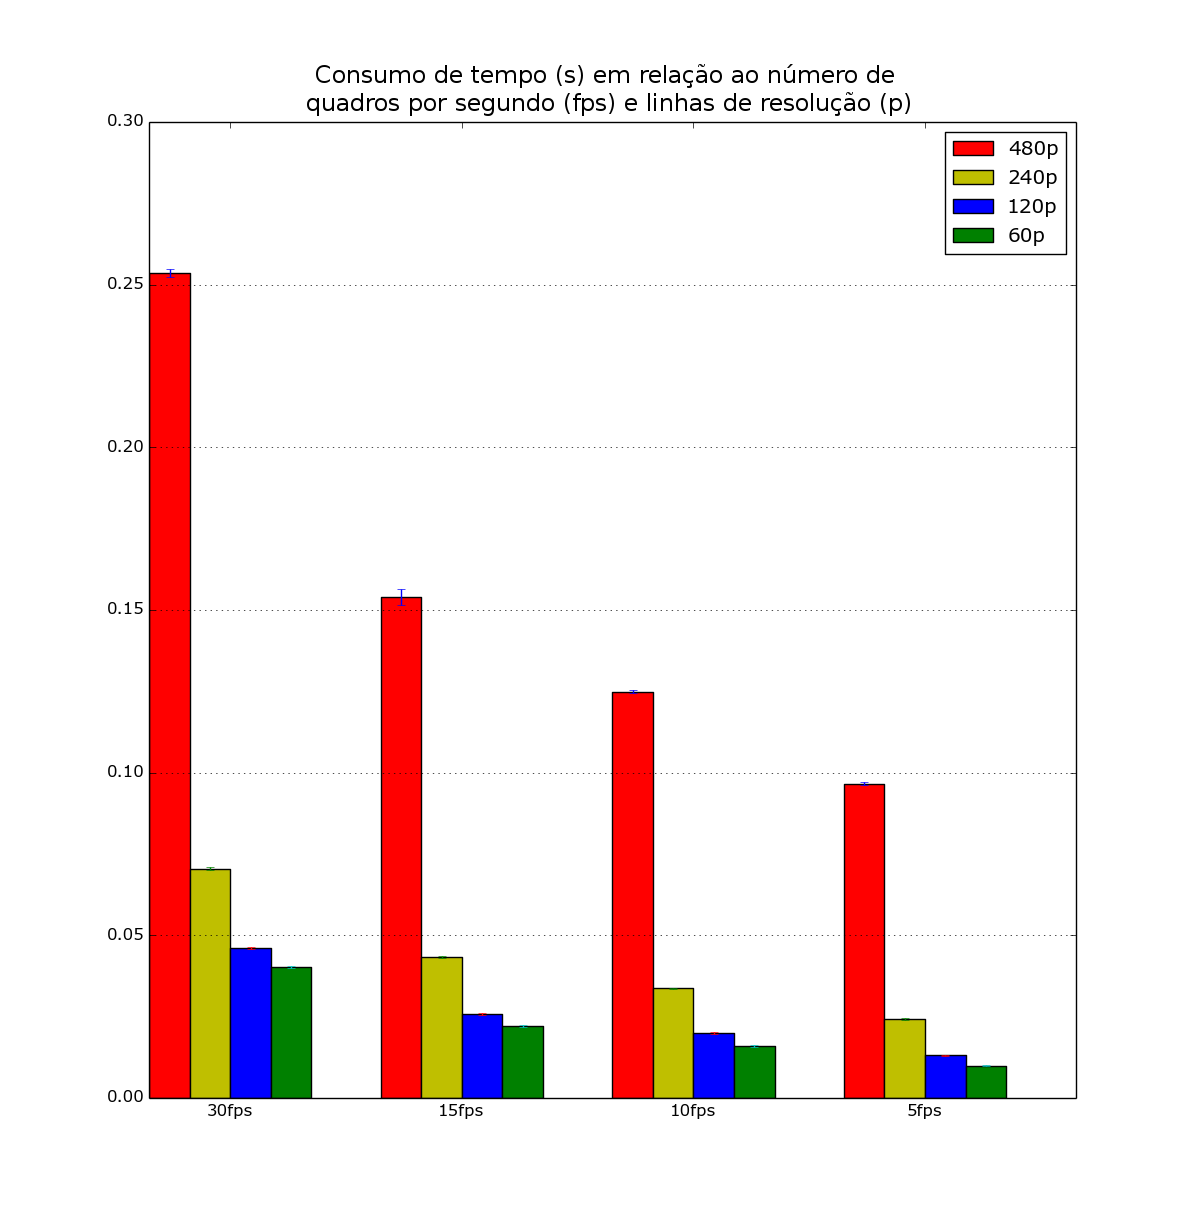 Consumo de tempo (s) em relação ao número de
quadros por segundo (fps) e linhas de resolução (p)
0.30
0.25
0.20
0.15
0.10
0.05
0.00
480p
240p
120p
60p
30fps
15fps
10fps
5fps